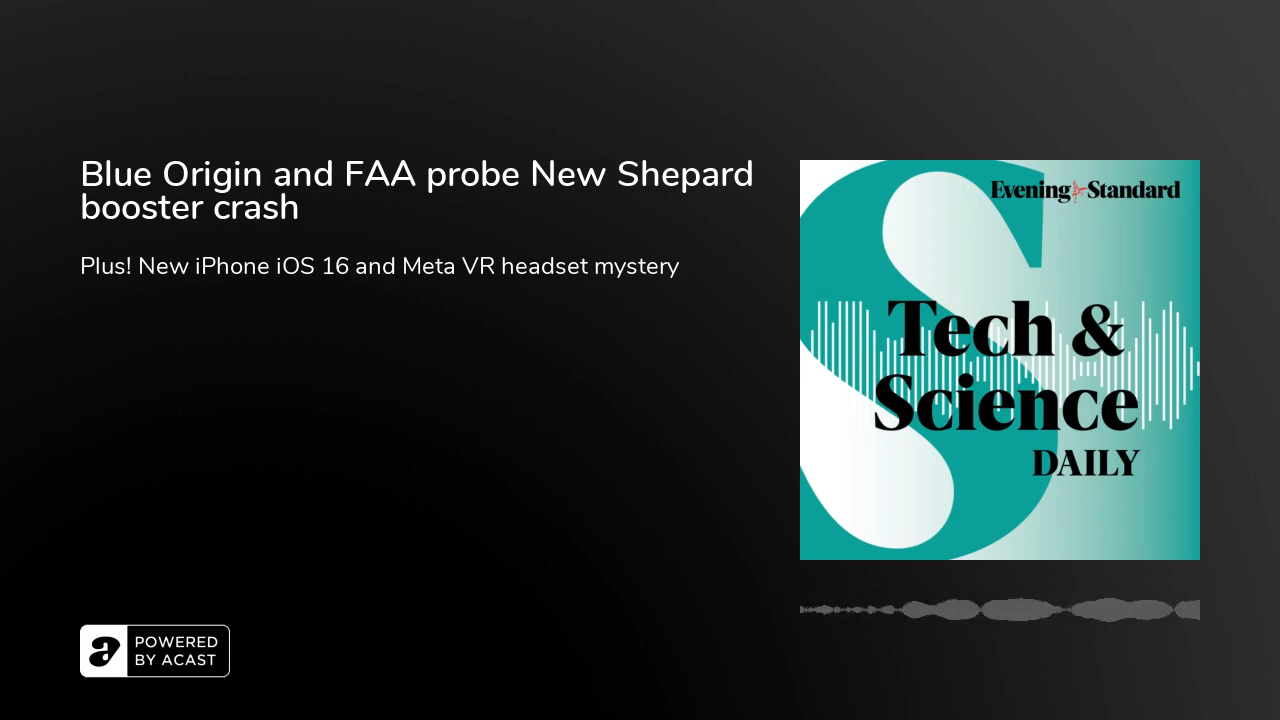 Blue Origin and FAA probe New Shepard
booster crash
Plus! New iPhone iOS 16 and Meta VR headset mystery
Evening Standard
Tech &
Science
DAILY
POWERED
BY ACAST